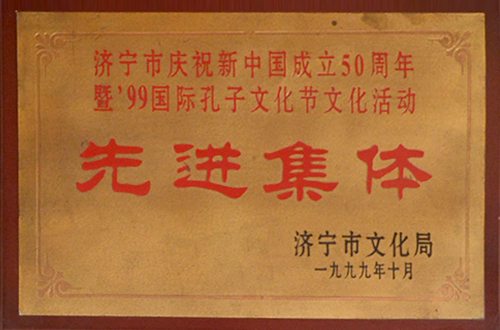 济宁市庆祝新中国成立50周年
暨'99国际孔子文化节文化活动
先进集体
济宁市文化局
一九九九年十月